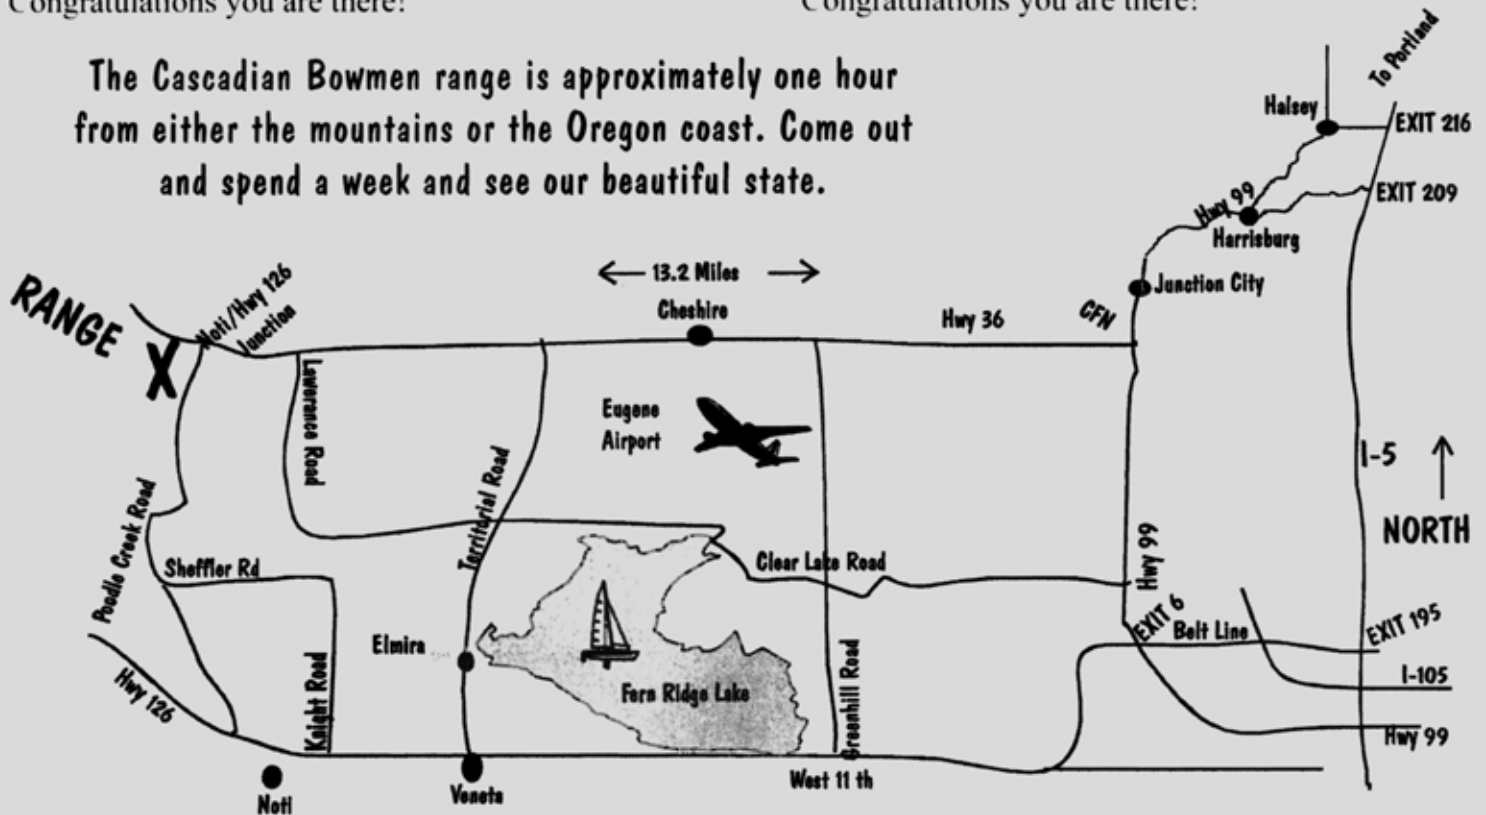 Congratulations you are there!
Congratulations you are there!
The Cascadian Bowmen range is approximately one hour
from either the mountains or the Oregon coast. Come out
and spend a week and see our beautiful state.
To Portland
Halsey
EXIT 216
EXIT 209
Hwy 99
Harrisburg
Junction City
13.2 Miles
Cheshire
Hwy 36
CFN
RANGE
X
Noti/Hwy 126
Junction
Lawerance Road
Eugene
Airport
Territorial Road
I-5
NORTH
Poodle Creek Road
Sheffler Rd
Clear Lake Road
Hwy 99
EXIT 6
Belt Line
EXIT 195
Elmira
I-105
Hwy 126
Knight Road
Fern Ridge Lake
Greenhill Road
Hwy 99
West 11 th
Noti
Veneta